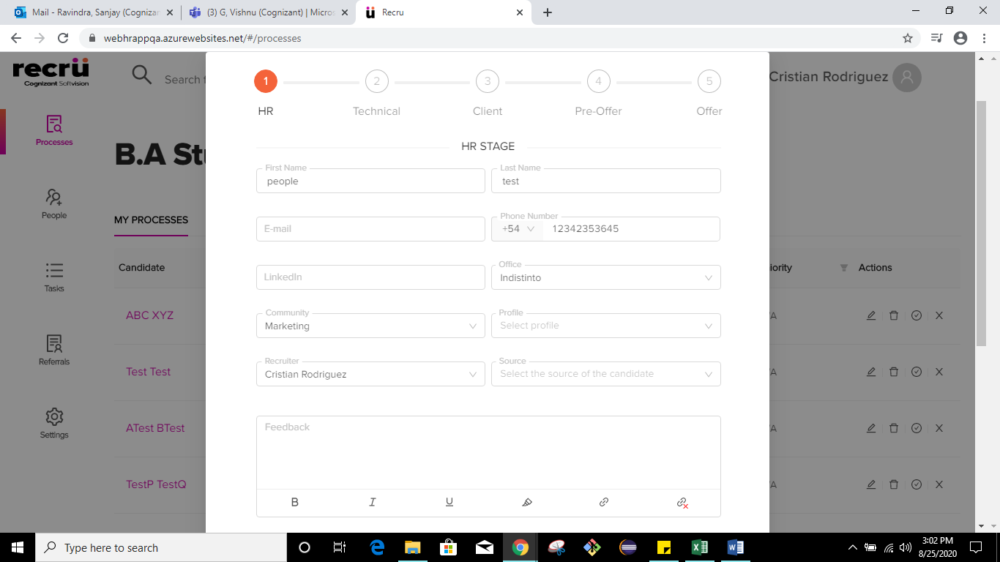 Mail - Ravindra, Sanjay (Cognizan
(3) G, Vishnu (Cognizant) | Micros
Recru
webhrappqa.azurewebsites.net/#/processes
recrü
Cognizant Softvision
Search f
Cristian Rodriguez
1
2
3
4
5
HR
Technical
Client
Pre-Offer
Offer
Processes
B.A Stu
HR STAGE
First Name
people
Last Name
test
People
MY PROCESSES
E-mail
Phone Number
+54
12342353645
Candidate
LinkedIn
Office
Indistinto
iority
Actions
Tasks
ABC XYZ
Community
Marketing
Profile
Select profile
/A
Referrals
Test Test
Recruiter
Cristian Rodriguez
Source
Select the source of the candidate
/A
Settings
ATest BTest
Feedback
/A
TestP TestQ
/A
B
I
U
Type here to search
3:02 PM
8/25/2020